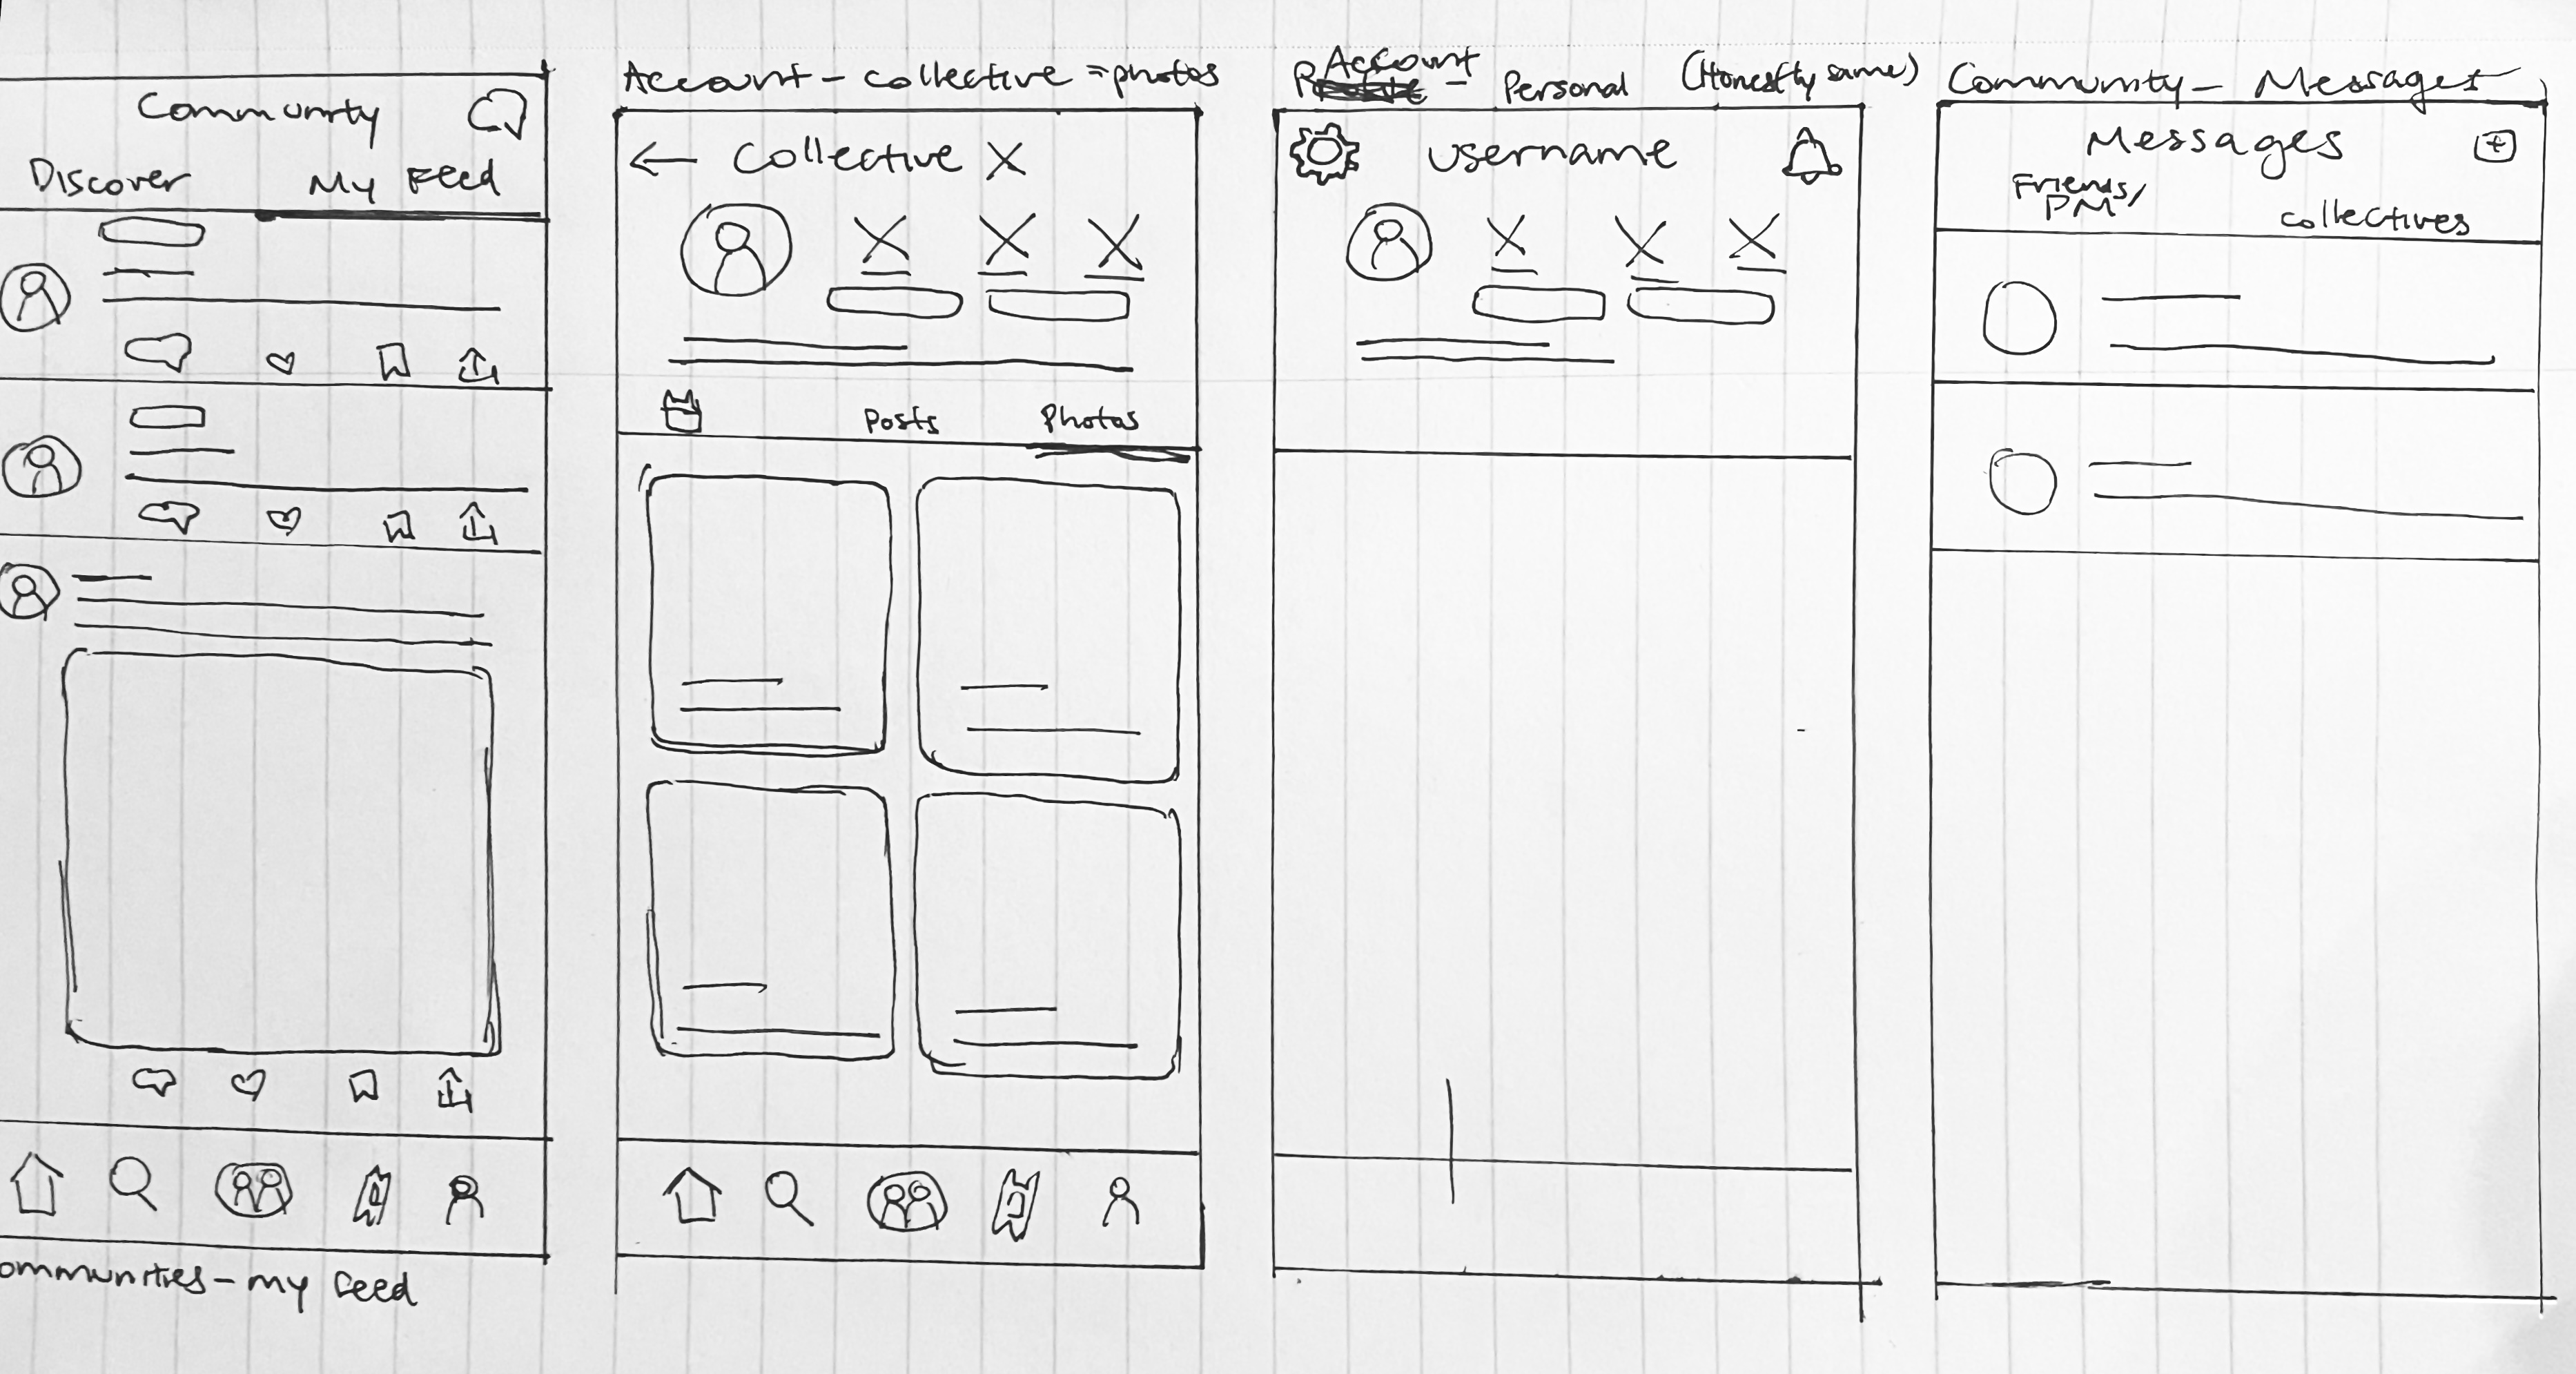 Community
Discover My Feed
ommunities - my feed
Account - collective = photos
← Collective X
X X X
Posts Photos
Account - Personal (Honestly same)
username
X X X
Community - Messages
Messages
Friends/
PM
collectives